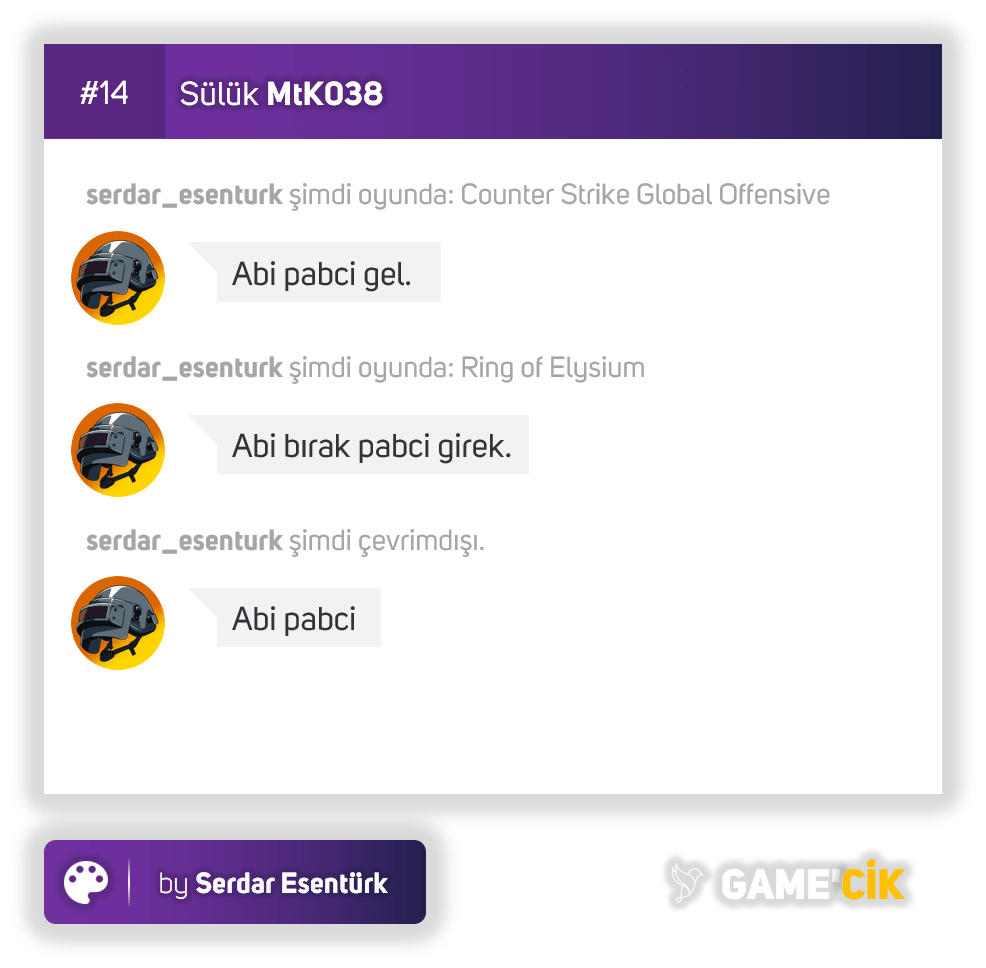 #14
Sülük MtK038
serdar_esenturk şimdi oyunda: Counter Strike Global Offensive
Abi pabci gel.
serdar_esenturk şimdi oyunda: Ring of Elysium
Abi bırak pabci girek.
serdar_esenturk şimdi çevrimdışı.
Abi pabci
by Serdar Esentürk
GAME'CİK